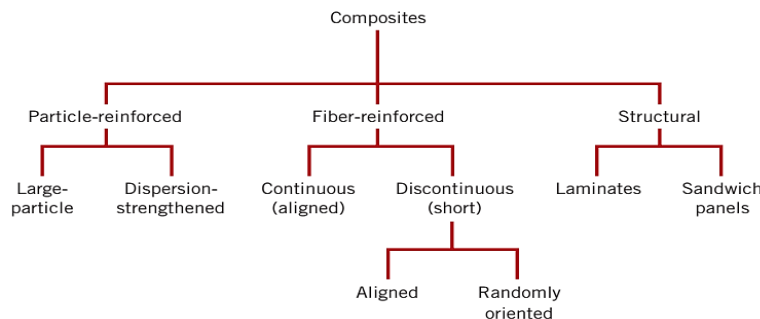 Composites
Particle-reinforced
Fiber-reinforced
Structural
Large-
particle
Dispersion-
strengthened
Continuous
(aligned)
Discontinuous
(short)
Laminates
Sandwich
panels
Aligned
Randomly
oriented